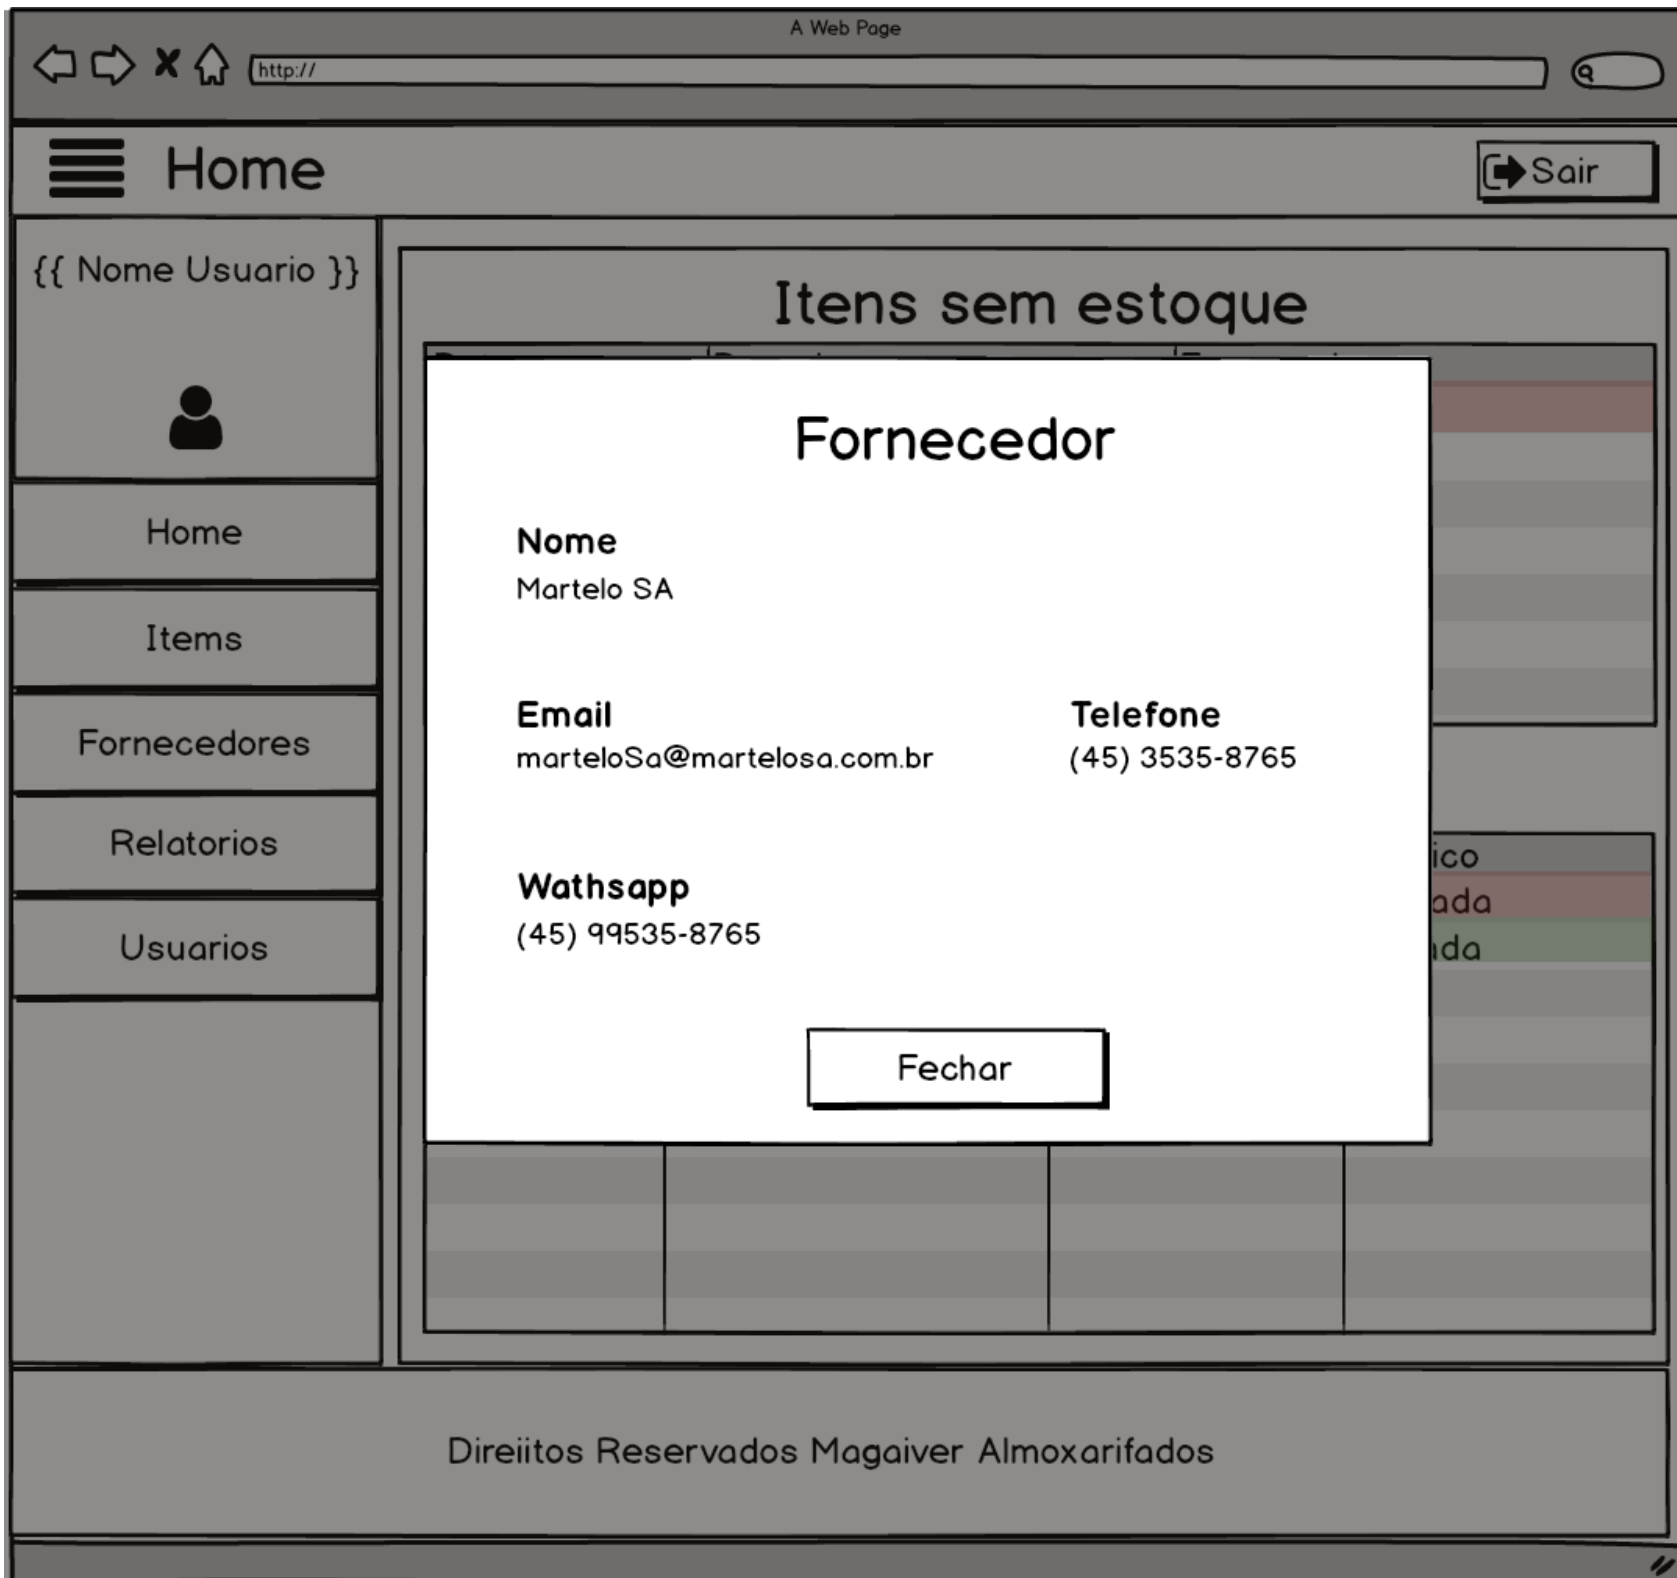 A Web Page
http://
Home
Sair
{{ Nome Usuario }}
Itens sem estoque
Fornecedor
Nome
Martelo SA
Email
Telefone
marteloSa@martelosa.com.br
(45) 3535-8765
Wathsapp
(45) 99535-8765
Fechar
Home
Items
Fornecedores
Relatorios
Usuarios
ico
ada
da
Direiitos Reservados Magaiver Almoxarifados